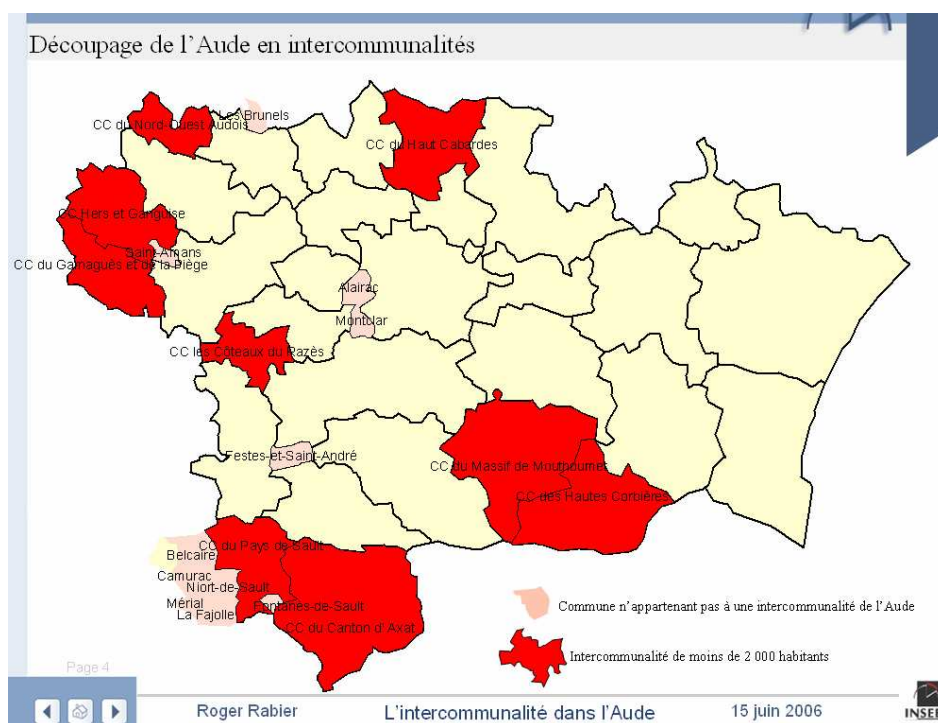 Découpage de l'Aude en intercommunalités
Les Brunels
CC du Nord-Ouest Audois
CC du Haut Cabardes
CC Hers et Ganguise
Saint-Amans
CC du Garnaguès et de la Piège
Alairac
Montclar
CC les Côteaux du Razès
Festes-et-Saint-André
CC du Massif de Mouthoumet
CC des Hautes Corbières
CC du Pays de Sault
Belcaire
Camurac
Niort-de-Sault
Mérial
Fontanès-de-Sault
La Fajolle
CC du Canton d'Axat
Commune n'appartenant pas à une intercommunalité de l'Aude
Intercommunalité de moins de 2 000 habitants
Page 4
Roger Rabier
L'intercommunalité dans l'Aude
15 juin 2006
INSEE